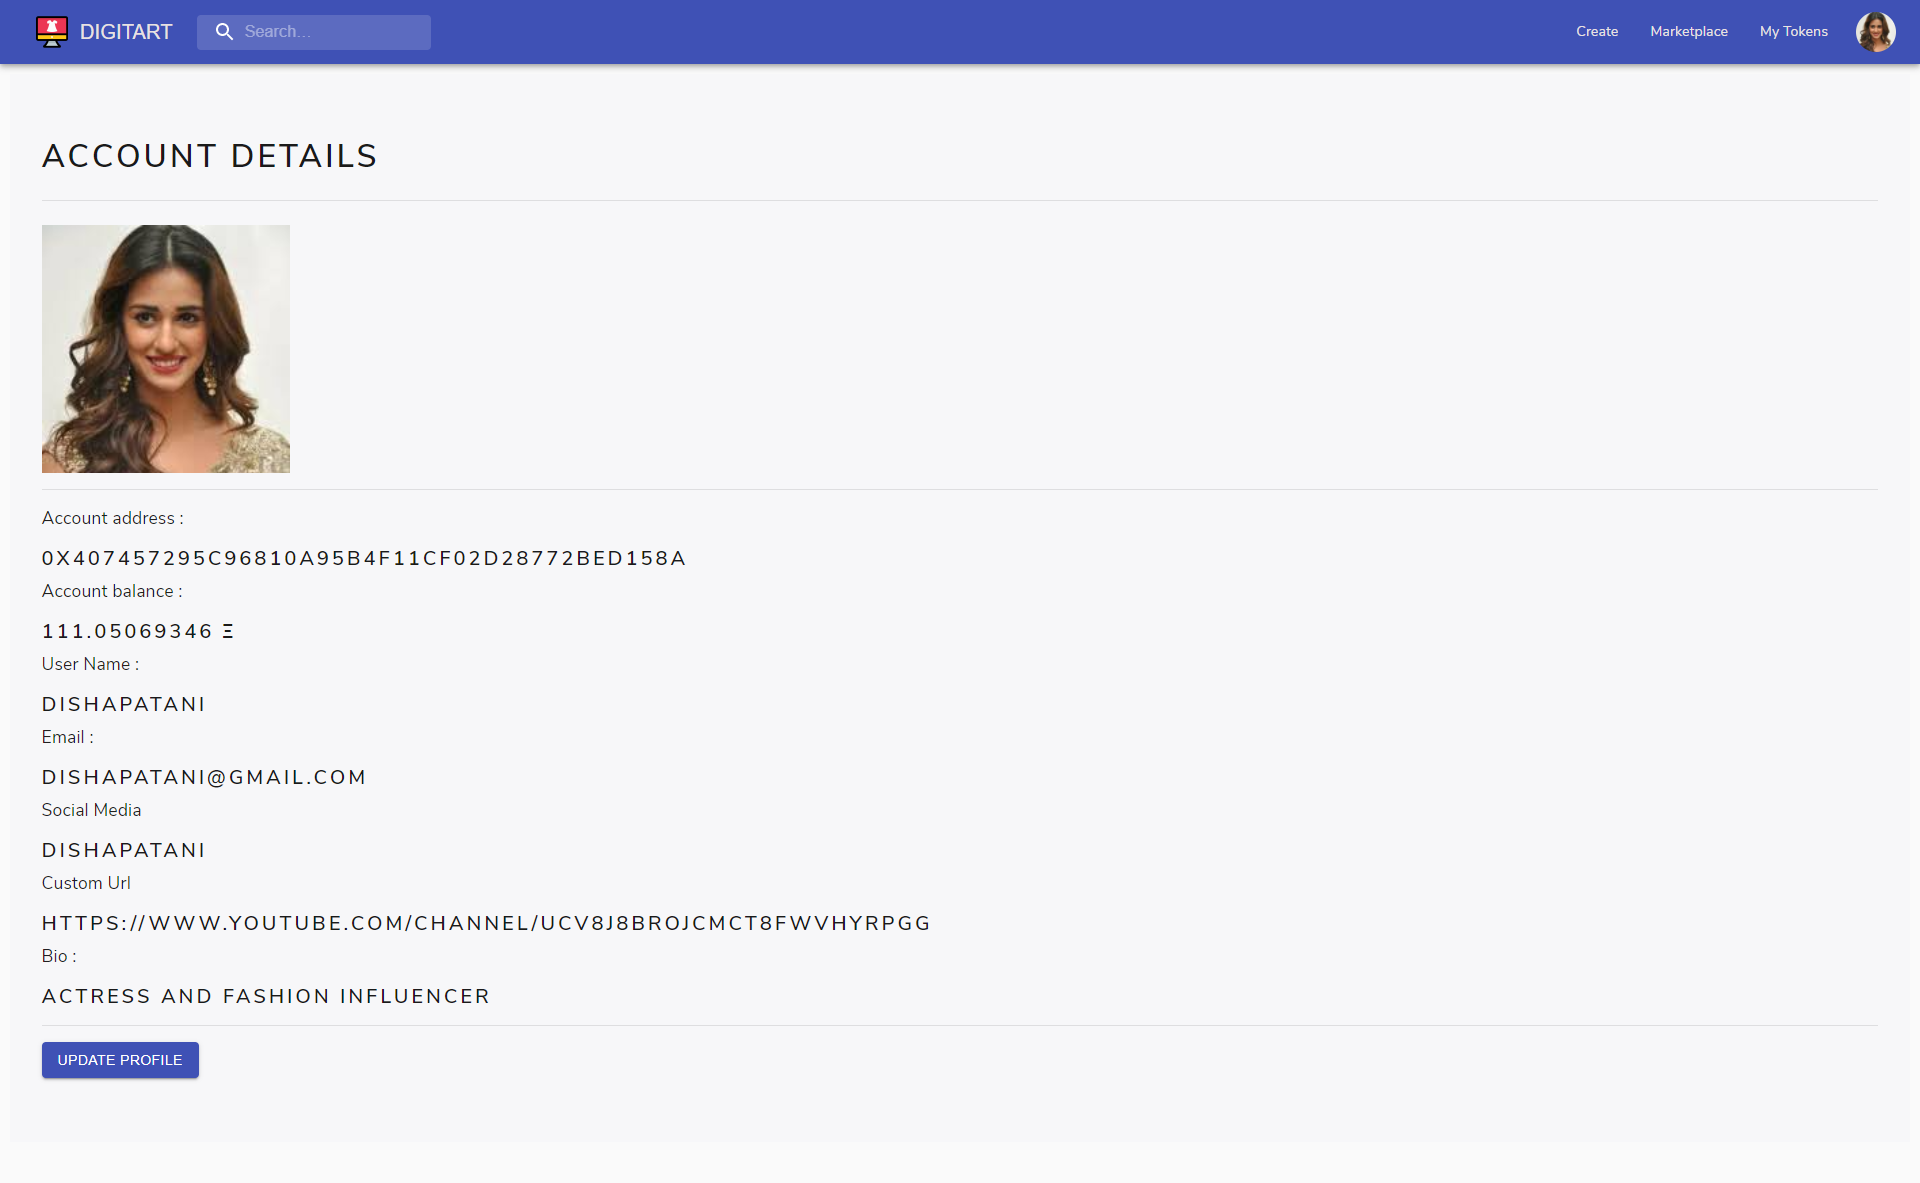 DIGITART
Search...
Create
Marketplace
My Tokens
ACCOUNT DETAILS
Account address :
0X407457295C96810A95B4F11CF02D28772BED158A
Account balance :
111.05069346 Ξ
User Name :
DISHAPATANI
Email :
DISHAPATANI@GMAIL.COM
Social Media
DISHAPATANI
Custom Url
HTTPS://WWW.YOUTUBE.COM/CHANNEL/UCV8J8BROJCMCT8FWVHYRPGG
Bio :
ACTRESS AND FASHION INFLUENCER
UPDATE PROFILE